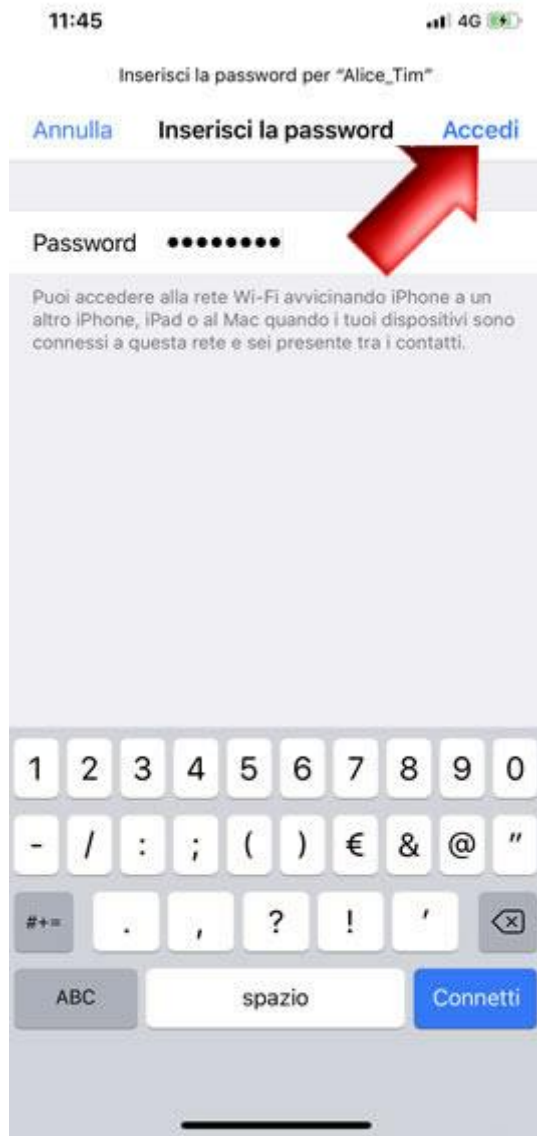 11:45 4G
Inserisci la password per “Alice_Tim”
Annulla Inserisci la password Accedi
Password ••••••••
Puoi accedere alla rete Wi-Fi avvicinando iPhone a un
altro iPhone, iPad o al Mac quando i tuoi dispositivi sono
connessi a questa rete e sei presente tra i contatti.
1 2 3 4 5 6 7 8 9 0
- / : ; ( ) € & @ "
#+= . , ? ! '
ABC spazio Connetti